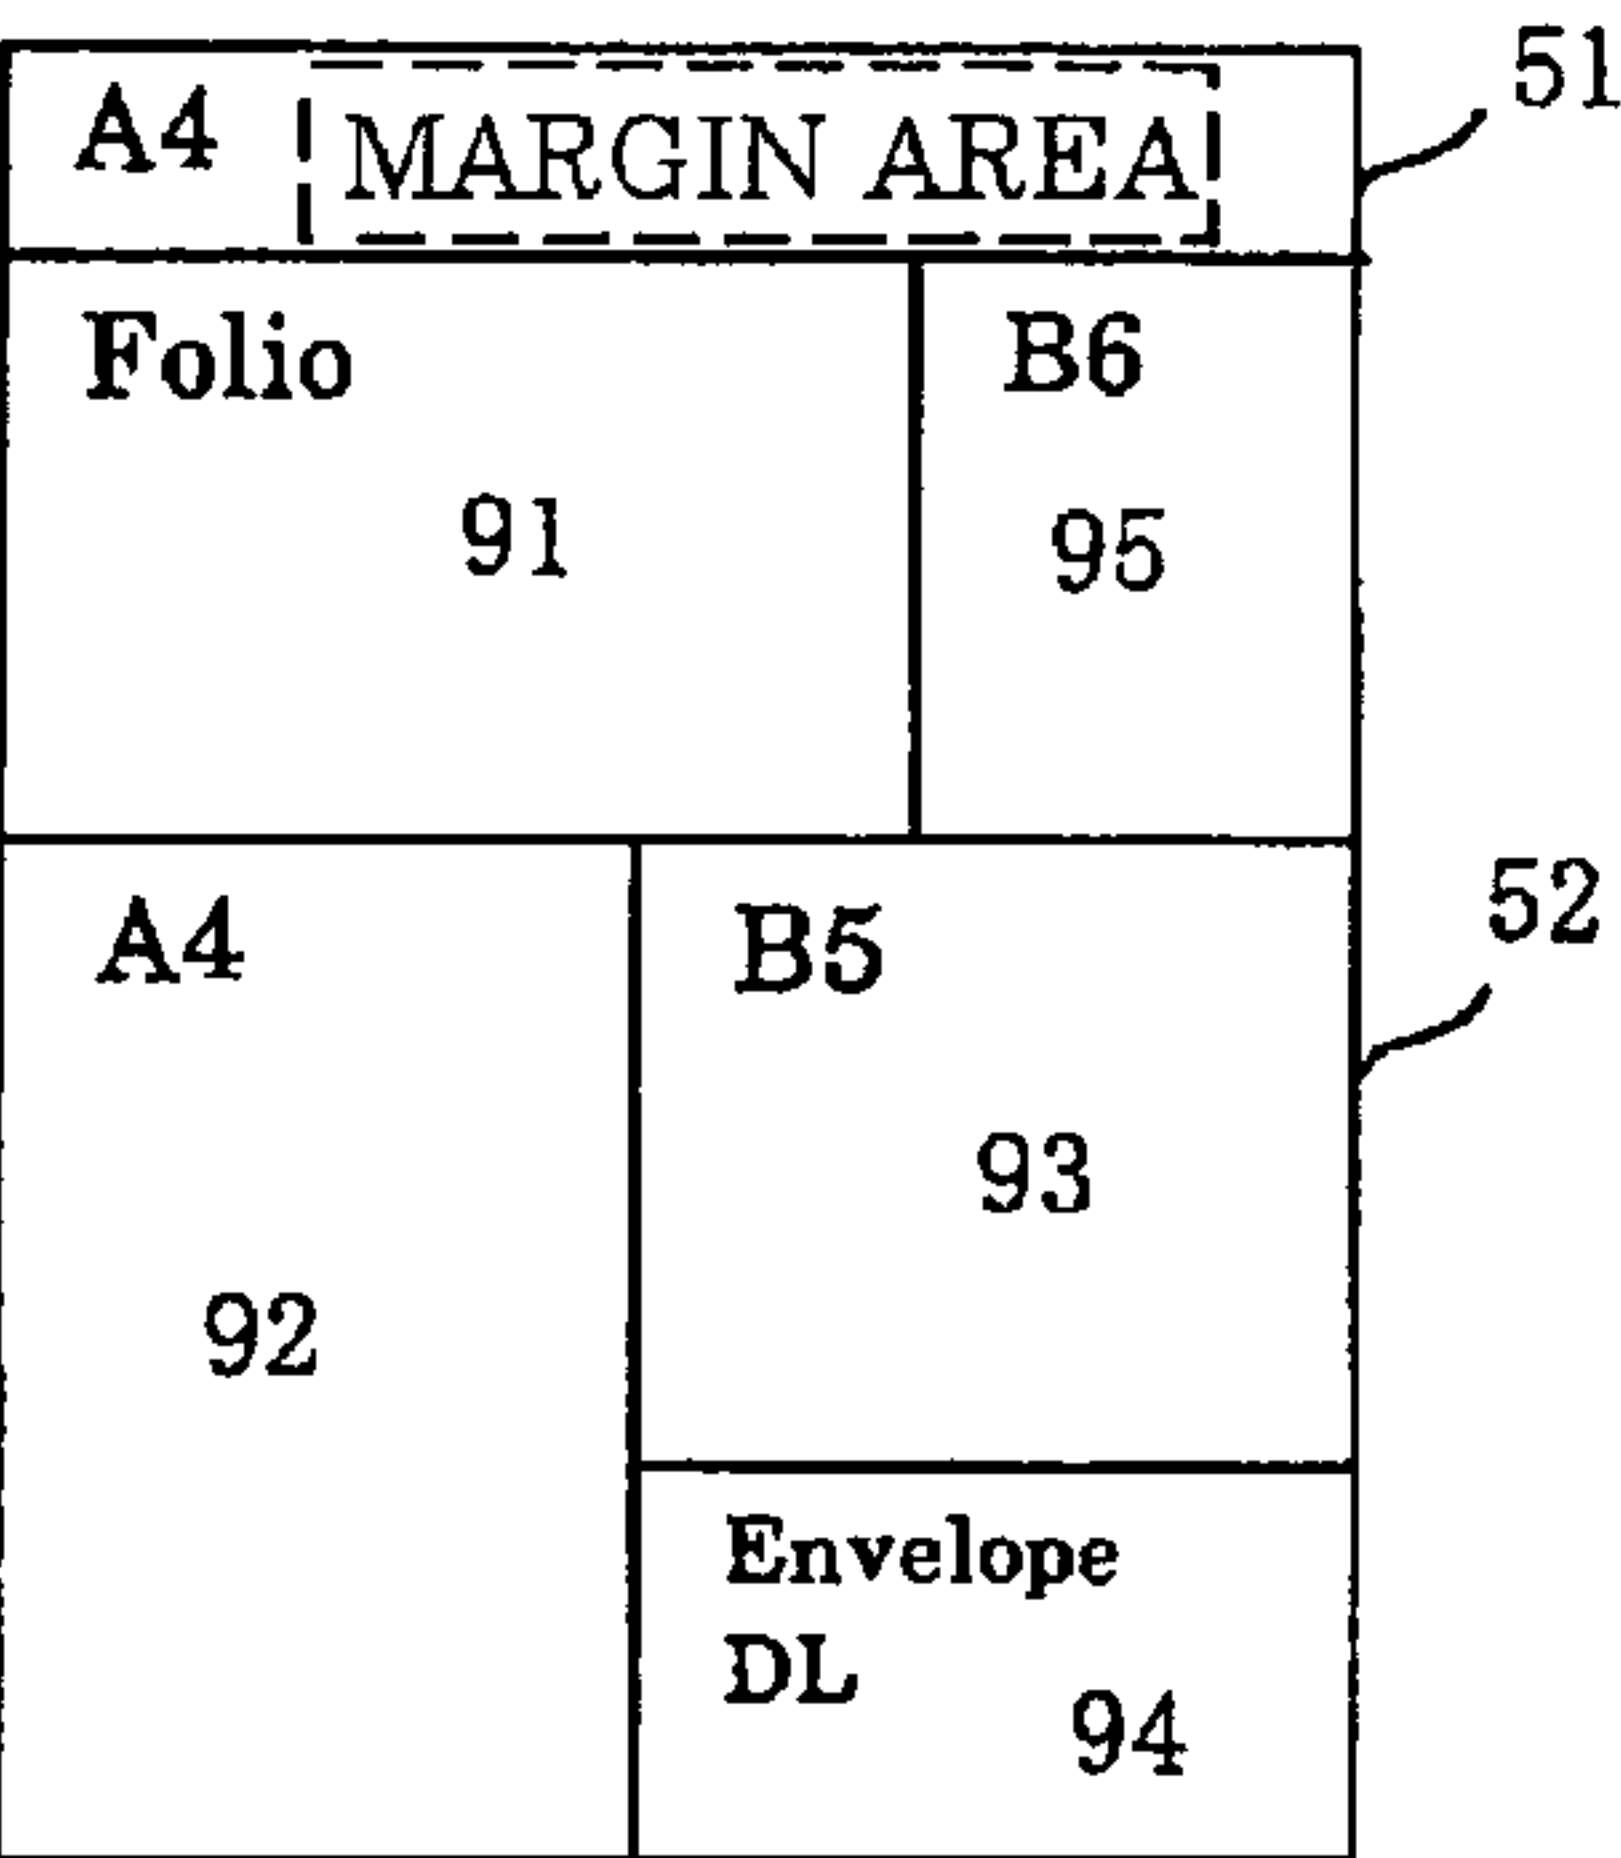 51
A4 MARGIN AREA
Folio
91
B6
95
52
A4
92
B5
93
Envelope
DL
94